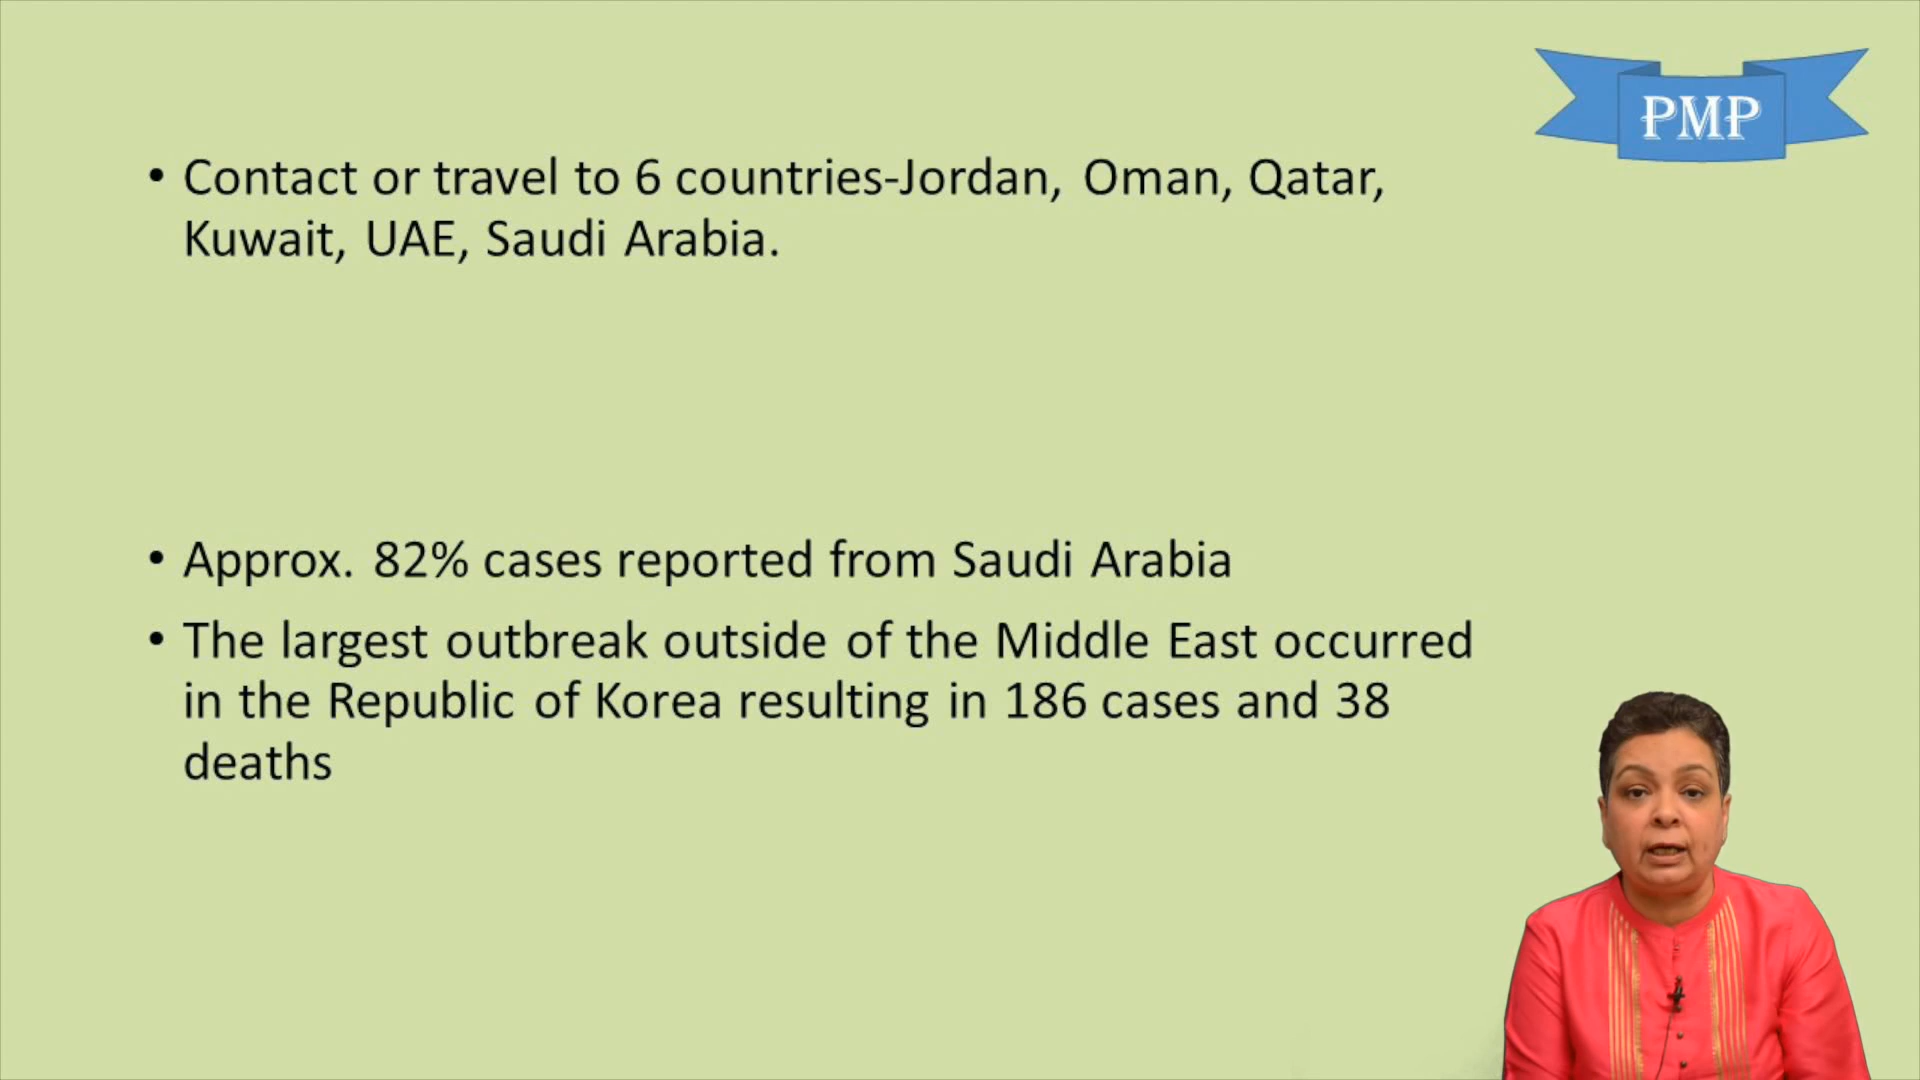 PMP
• Contact or travel to 6 countries-Jordan, Oman, Qatar,
Kuwait, UAE, Saudi Arabia.
• Approx. 82% cases reported from Saudi Arabia
• The largest outbreak outside of the Middle East occurred
in the Republic of Korea resulting in 186 cases and 38
deaths